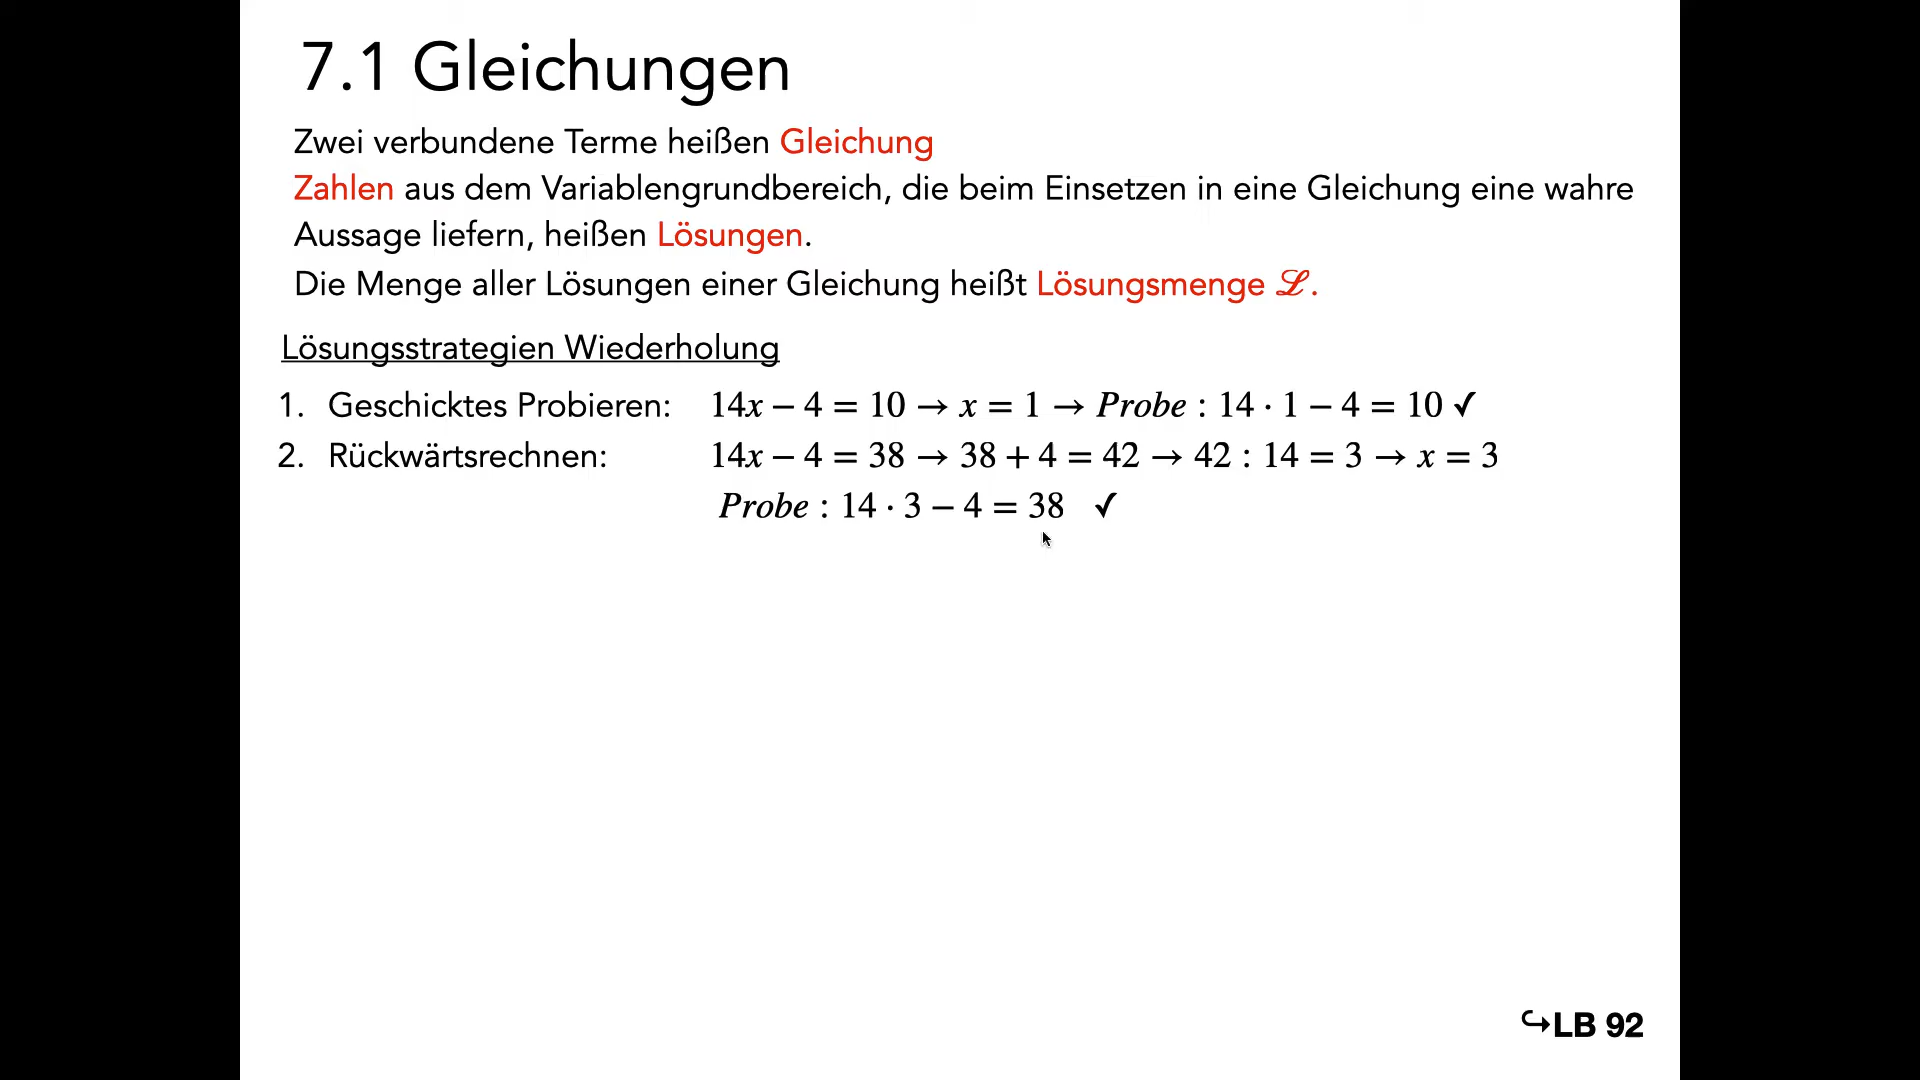 7.1 Gleichungen
Zwei verbundene Terme heißen Gleichung
Zahlen aus dem Variablengrundbereich, die beim Einsetzen in eine Gleichung eine wahre
Aussage liefern, heißen Lösungen.
Die Menge aller Lösungen einer Gleichung heißt Lösungsmenge ℒ.
Lösungsstrategien Wiederholung
1. Geschicktes Probieren: 14x − 4 = 10 → x = 1 → Probe : 14 · 1 − 4 = 10 ✓
2. Rückwärtsrechnen: 14x − 4 = 38 → 38 + 4 = 42 → 42 : 14 = 3 → x = 3
Probe : 14 · 3 − 4 = 38 ✓
↪LB 92